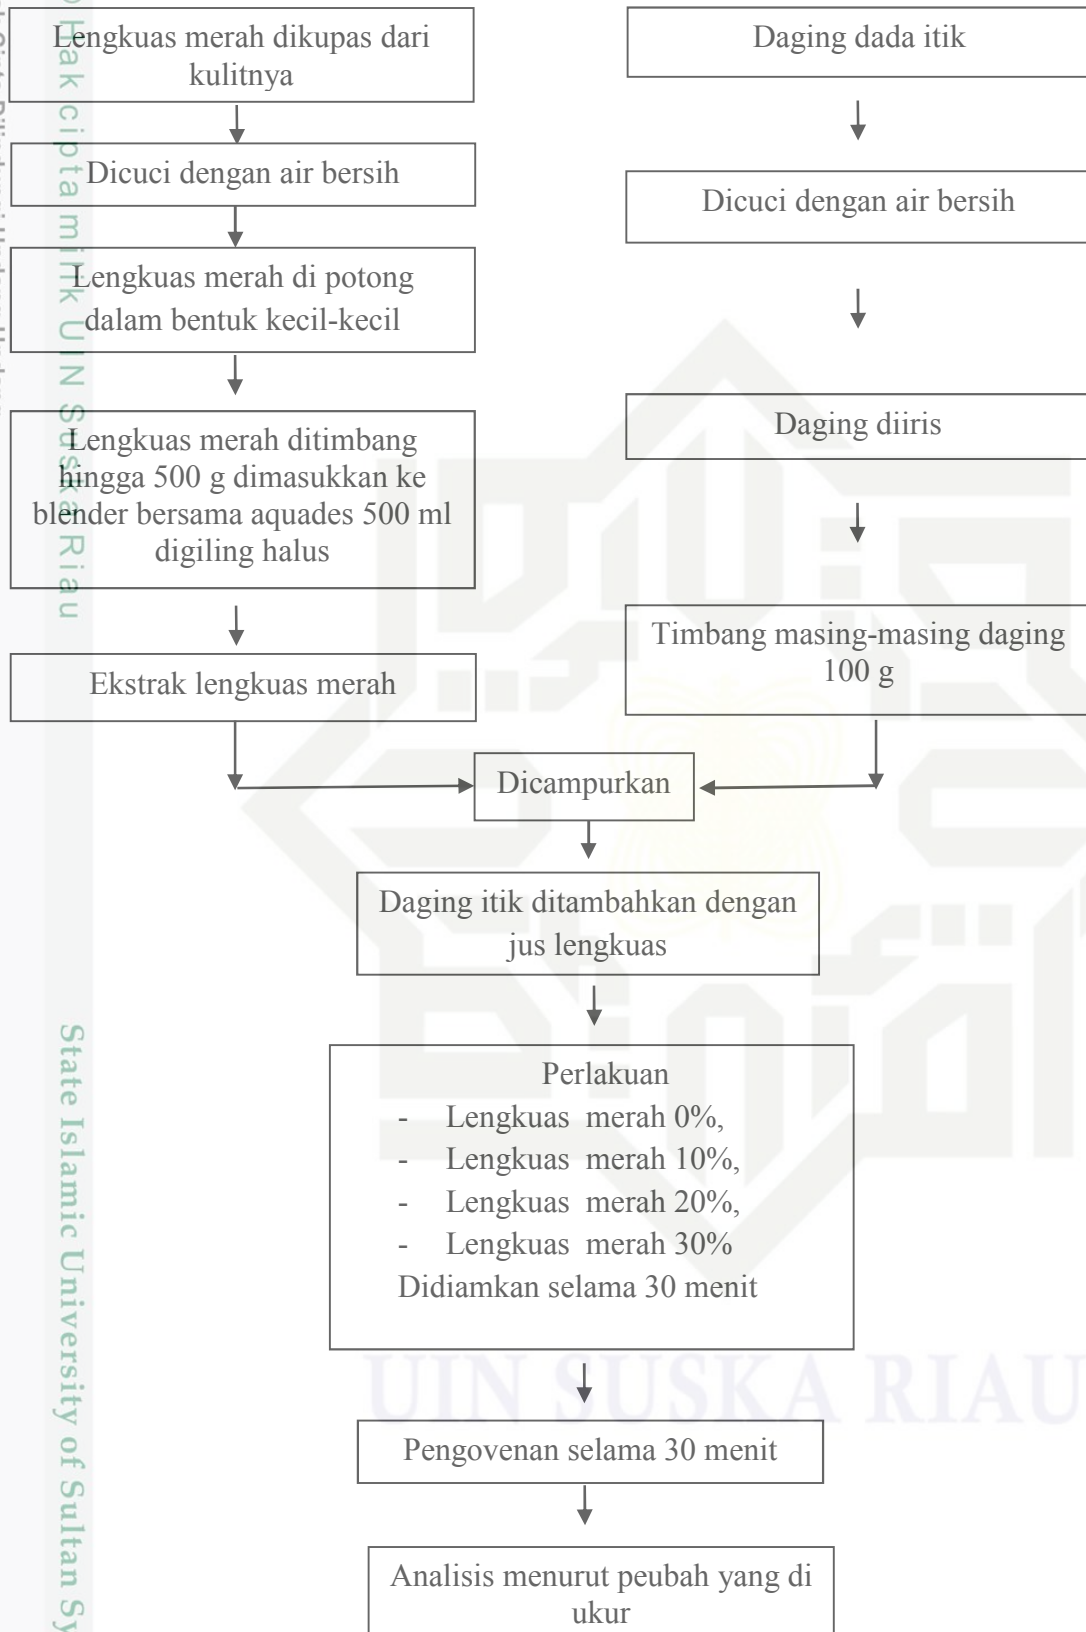 Lengkuas merah dikupas dari
kulitnya
Dicuci dengan air bersih
Lengkuas merah di potong
dalam bentuk kecil-kecil
Lengkuas merah ditimbang
hingga 500 g dimasukkan ke
blender bersama aquades 500 ml
digiling halus
Ekstrak lengkuas merah
Daging dada itik
Dicuci dengan air bersih
Daging diiris
Timbang masing-masing daging
100 g
Dicampurkan
Daging itik ditambahkan dengan
jus lengkuas
Perlakuan
- Lengkuas merah 0%,
- Lengkuas merah 10%,
- Lengkuas merah 20%,
- Lengkuas merah 30%
Didiamkan selama 30 menit
Pengovenan selama 30 menit
Analisis menurut peubah yang di
ukur
UIN SUSKA RIAU
© Hak cipta milik UIN Suska Riau
State Islamic University of Sultan Sy